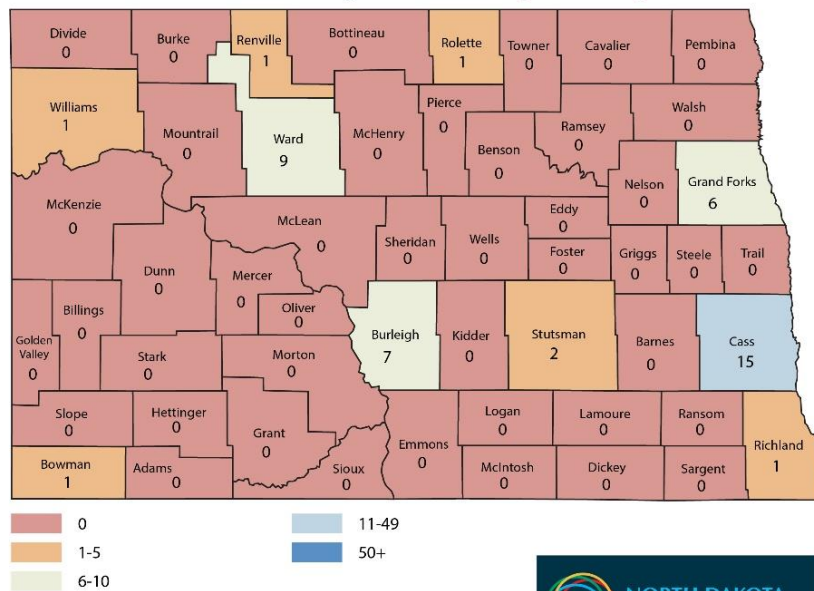 Divide
0
Burke
0
Renville
1
Bottineau
0
Rolette
1
Towner
0
Cavalier
0
Pembina
0
Williams
1
Mountrail
0
Ward
9
McHenry
0
Pierce
0
Benson
0
Ramsey
0
Walsh
0
Nelson
0
Grand Forks
6
McKenzie
0
McLean
0
Sheridan
0
Wells
0
Eddy
0
Foster
0
Griggs
0
Steele
0
Trail
0
Dunn
0
Mercer
0
Oliver
0
Billings
0
Golden
Valley
0
Stark
0
Morton
0
Burleigh
7
Kidder
0
Stutsman
2
Barnes
0
Cass
15
Slope
0
Hettinger
0
Grant
0
Emmons
0
Logan
0
Lamoure
0
Ransom
0
Richland
1
Bowman
1
Adams
0
Sioux
0
McIntosh
0
Dickey
0
Sargent
0
0
1-5
6-10
11-49
50+
NORTH DAKOTA